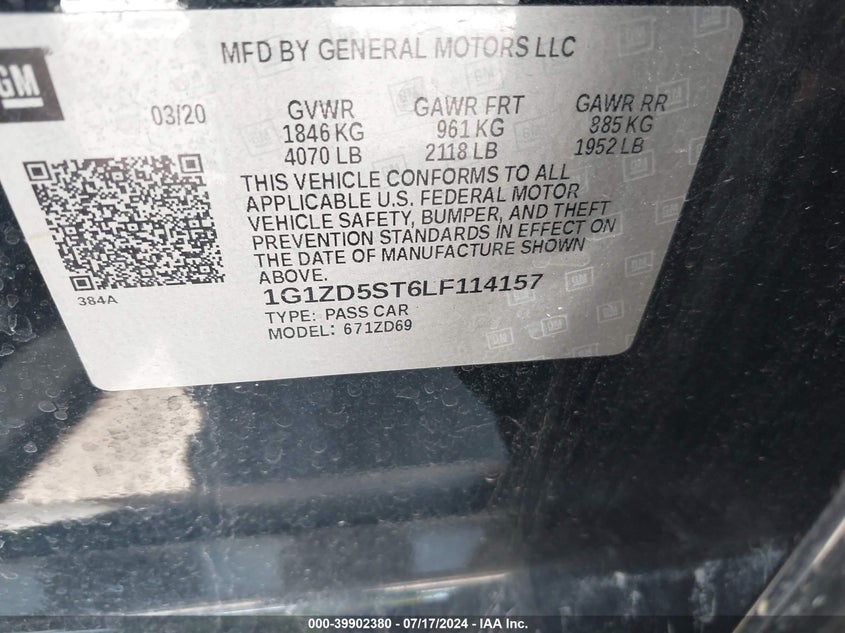 GM
MFD BY GENERAL MOTORS LLC
03/20 GVWR GAWR FRT GAWR RR
1846 KG 961 KG 885 KG
4070 LB 2118 LB 1952 LB
THIS VEHICLE CONFORMS TO ALL
APPLICABLE U.S. FEDERAL MOTOR
VEHICLE SAFETY, BUMPER, AND THEFT
PREVENTION STANDARDS IN EFFECT ON
THE DATE OF MANUFACTURE SHOWN
ABOVE.
384A
1G1ZD5ST6LF114157
TYPE: PASS CAR
MODEL: 671ZD69
000-39902380 - 07/17/2024 - IAA Inc.